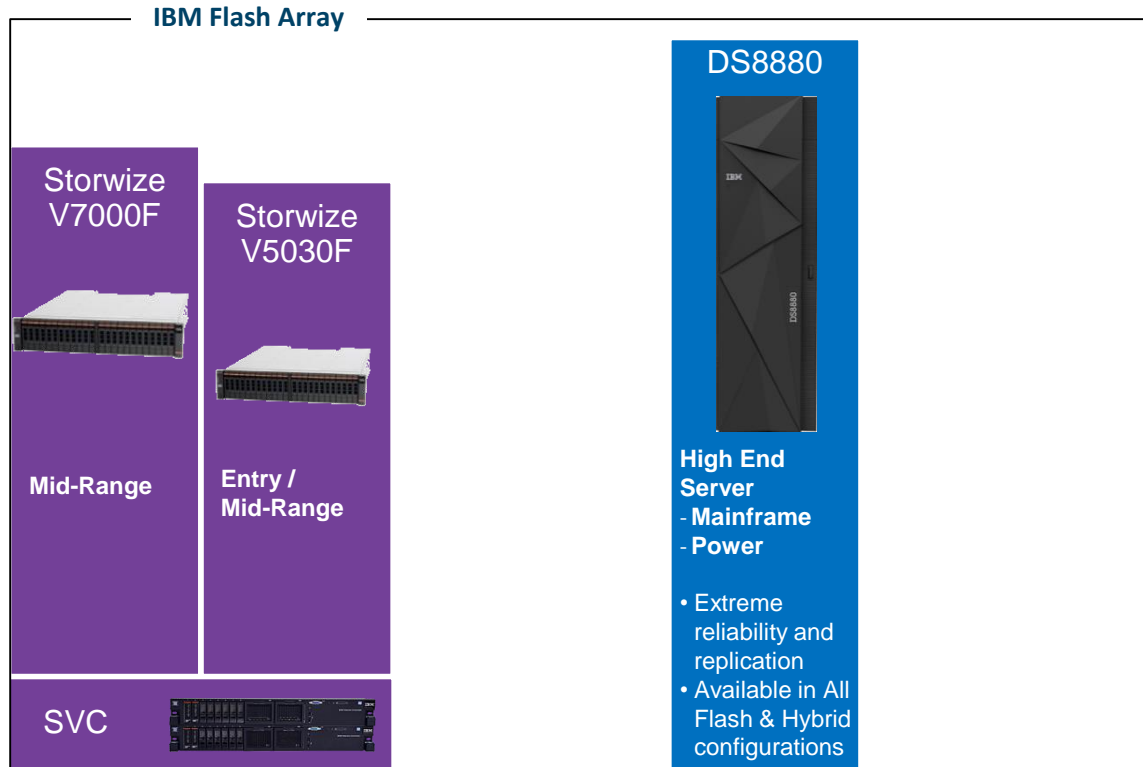 IBM Flash Array
Storwize
V7000F
Mid-Range
Storwize
V5030F
Entry /
Mid-Range
SVC
DS8880
IBM
DS8880
High End
Server
- Mainframe
- Power
• Extreme
reliability and
replication
• Available in All
Flash & Hybrid
configurations